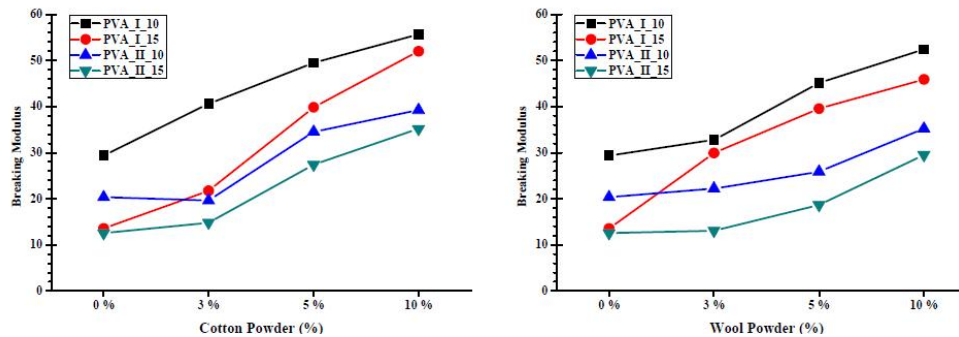 60
50
40
30
20
10
0
Breaking Modulus
PVA_I_10
PVA_I_15
PVA_II_10
PVA_II_15
0 %
3 %
5 %
10 %
Cotton Powder (%)
60
50
40
30
20
10
0
Breaking Modulus
PVA_I_10
PVA_I_15
PVA_II_10
PVA_II_15
0 %
3 %
5 %
10 %
Wool Powder (%)